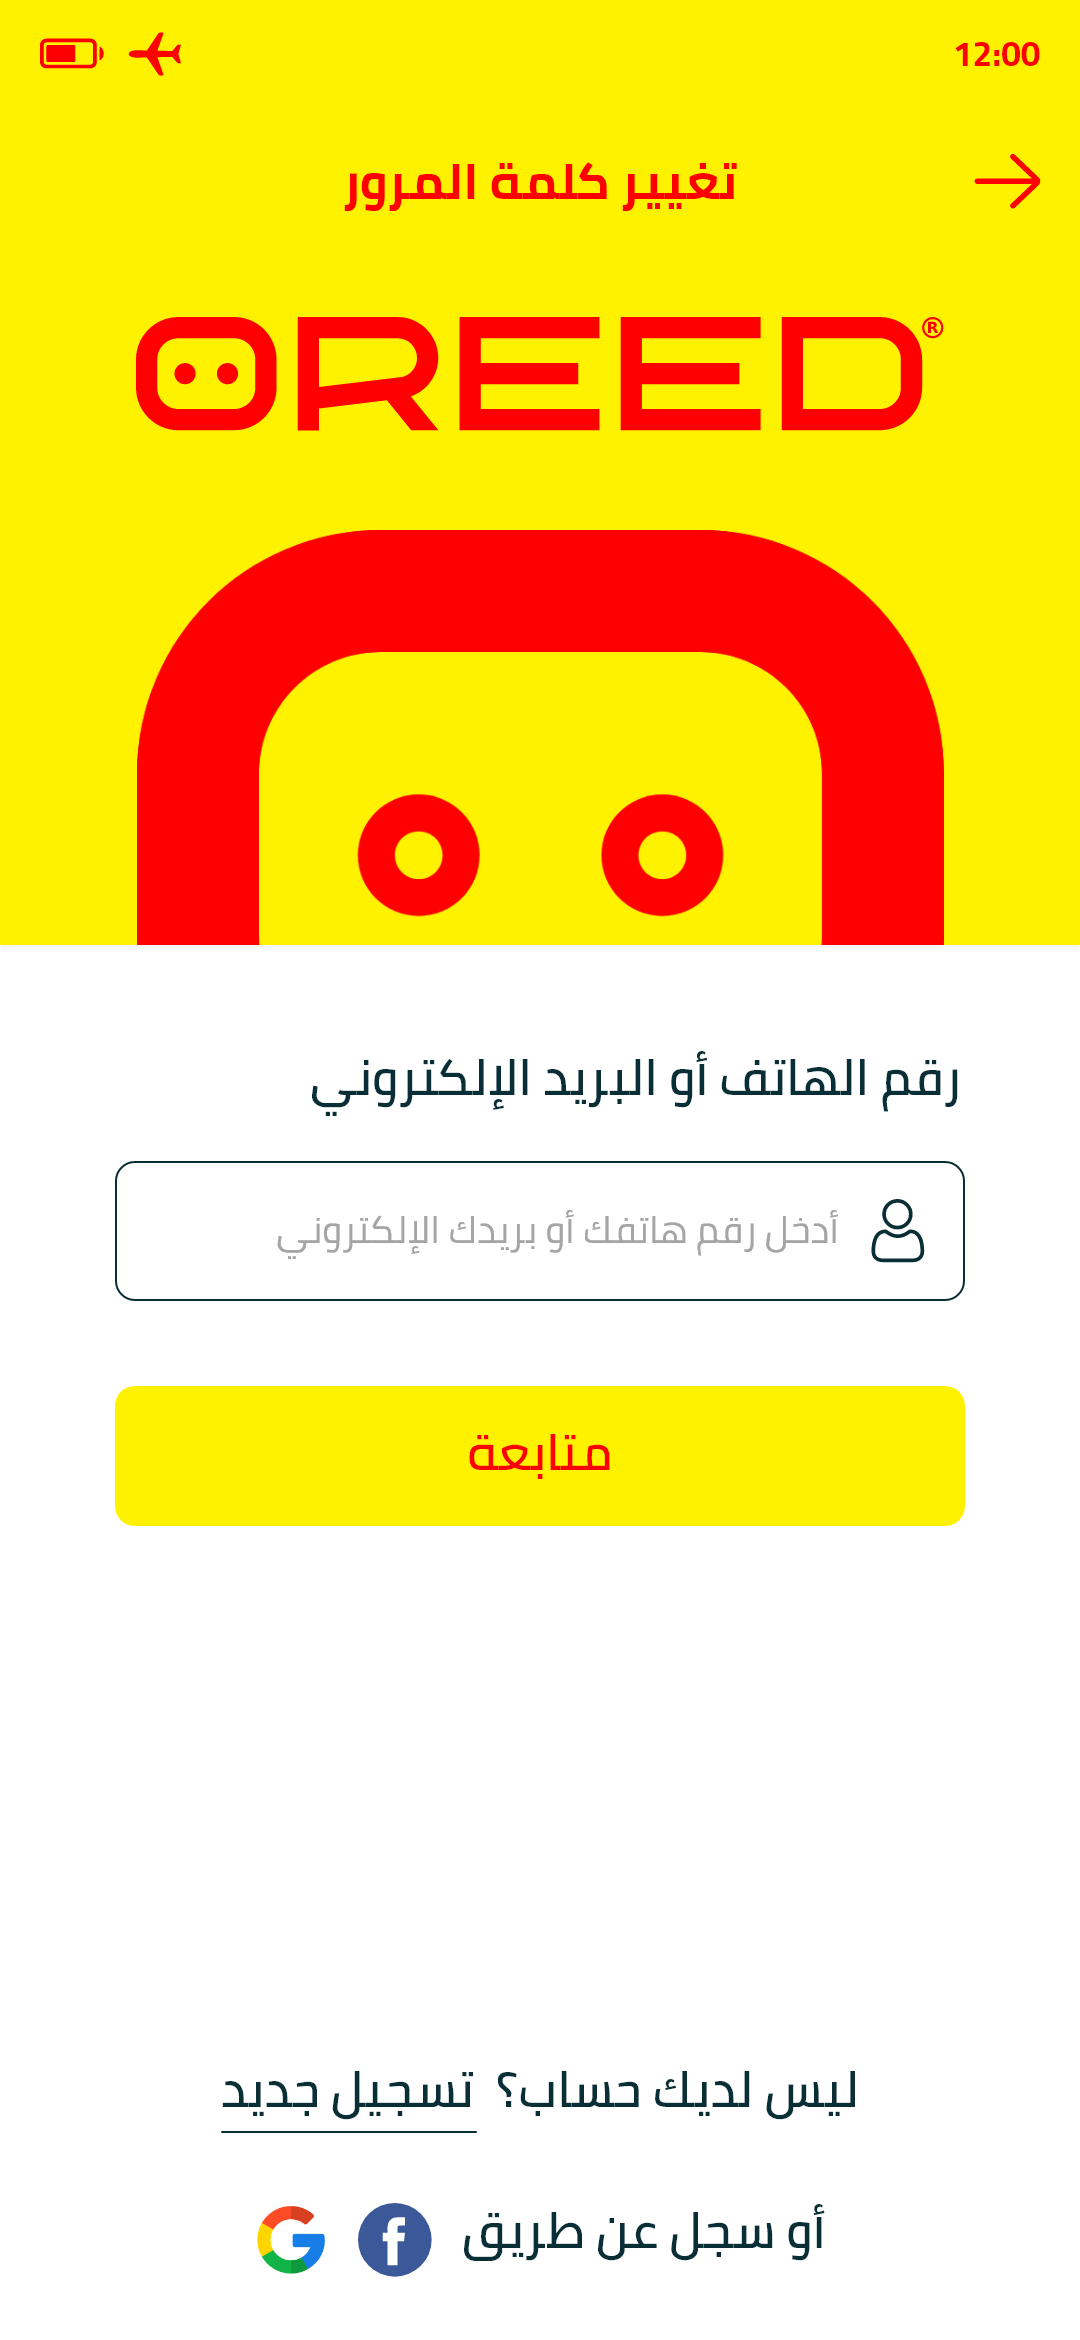 12:00
تغيير كلمة المرور
OREED®
رقم الهاتف أو البريد الإلكتروني
أدخل رقم هاتفك أو بريدك الإلكتروني
متابعة
ليس لديك حساب؟ تسجيل جديد
أو سجل عن طريق